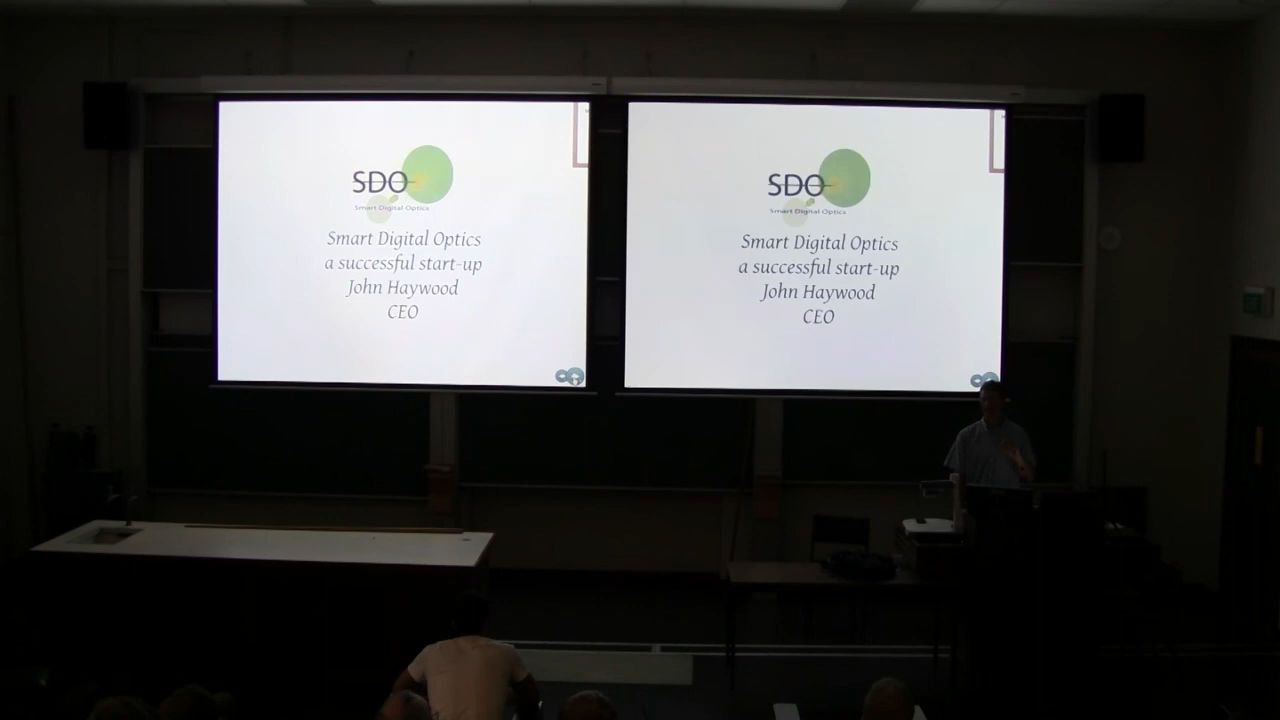 SDO
Smart Digital Optics
Smart Digital Optics
a successful start-up
John Haywood
CEO
SDO
Smart Digital Optics
Smart Digital Optics
a successful start-up
John Haywood
CEO